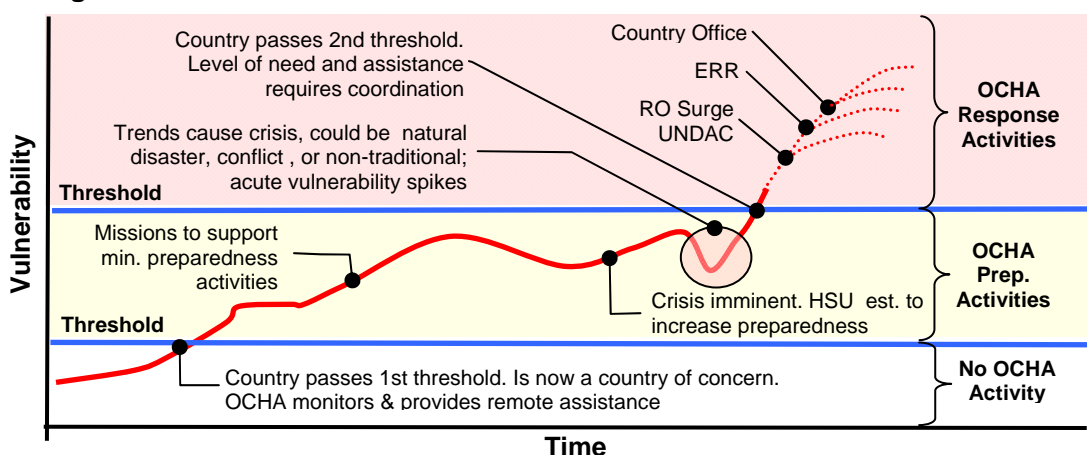 Country passes 2nd threshold.
Level of need and assistance
requires coordination
Country Office
ERR
RO Surge
UNDAC
OCHA
Response
Activities
Trends cause crisis, could be natural
disaster, conflict , or non-traditional;
acute vulnerability spikes
Vulnerability
Threshold
Missions to support
min. preparedness
activities
OCHA
Prep.
Activities
Crisis imminent. HSU est. to
increase preparedness
Threshold
Country passes 1st threshold. Is now a country of concern.
OCHA monitors & provides remote assistance
No OCHA
Activity
Time